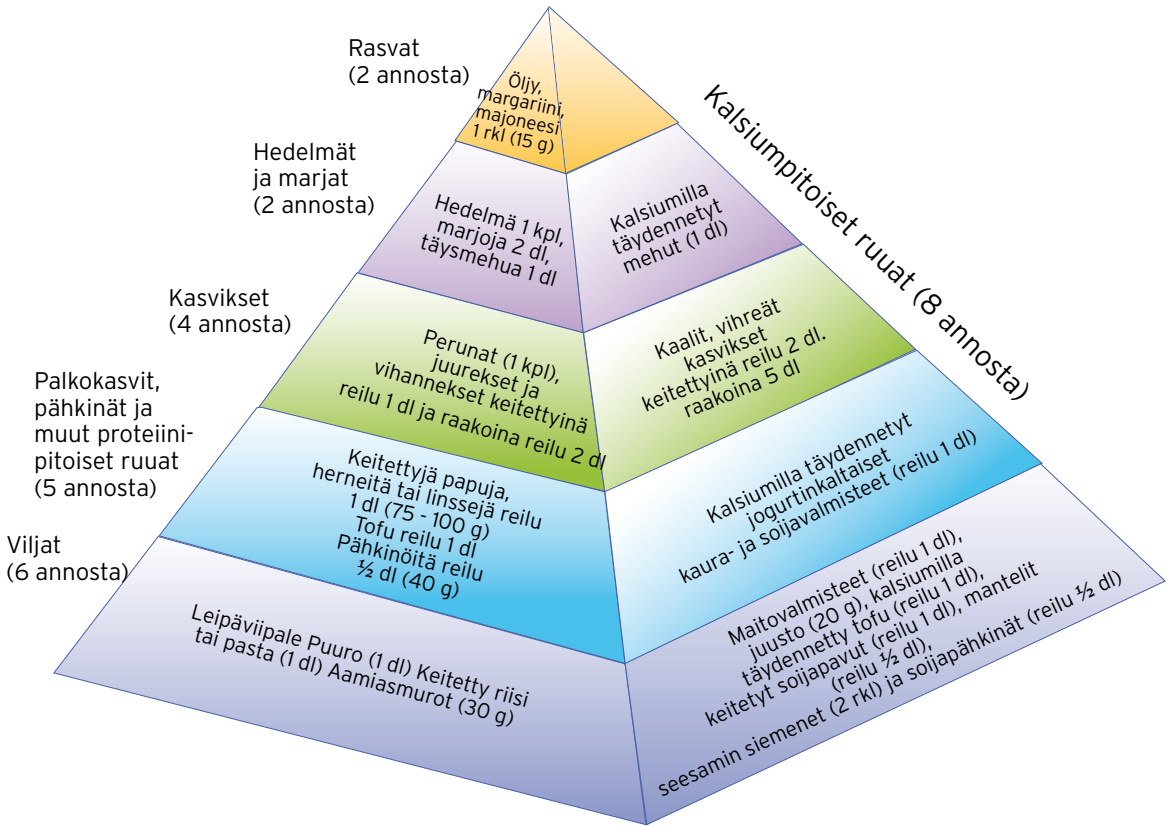 Rasvat
(2 annosta)
Öljy,
margariini,
majoneesi
1 rkl (15 g)
Hedelmät
ja marjat
(2 annosta)
Hedelmä 1 kpl,
marjoja 2 dl,
täysmehua 1 dl
Kasvikset
(4 annosta)
Perunat (1 kpl),
juurekset ja
vihannekset keitettyinä
reilu 1 dl ja raakoina reilu 2 dl
Palkokasvit,
pähkinät ja
muut proteiini-
pitoiset ruuat
(5 annosta)
Keitettyjä papuja,
herneitä tai linssejä reilu
1 dl (75 - 100 g)
Tofu reilu 1 dl
Pähkinöitä reilu
½ dl (40 g)
Viljat
(6 annosta)
Leipäviipale Puuro (1 dl) Keitetty riisi
tai pasta (1 dl) Aamiasmurot (30 g)
Kalsiumpitoiset ruuat (8 annosta)
Kalsiumilla
täydennetyt
mehut (1 dl)
Kaalit, vihreät
kasvikset
keitettyinä reilu 2 dl.
raakoina 5 dl
Kalsiumilla täydennetyt
jogurtinkaltaiset
kaura- ja soijavalmisteet (reilu 1 dl)
Maitovalmisteet (reilu 1 dl),
juusto (20 g), kalsiumilla
täydennetty tofu (reilu 1 dl),
keitetyt soijapavut (reilu 1 dl), mantelit
(reilu ½ dl),
seesamin siemenet (2 rkl) ja soijapähkinät (reilu ½ dl)